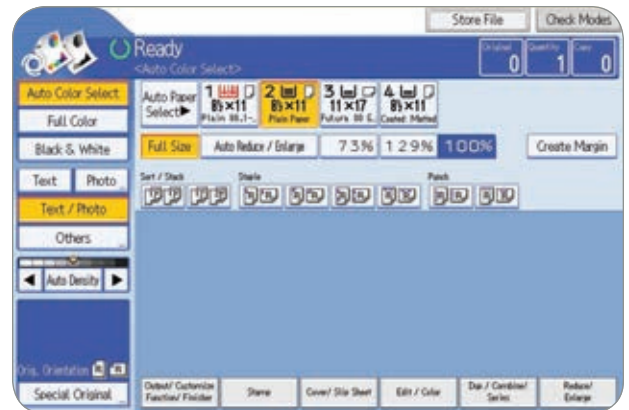 Store File Check Modes
Ready
<Auto Color Select>
Original Quantity Copy
0 1 0
Auto Color Select
Full Color
Black & White
Text Photo
Text / Photo
Others
Auto Density
Orig. Orientation
Special Original
Auto Paper Select▶
1 8½×11
2 8½×11 Plain Paper
3 11×17
4 8½×11
Full Size Auto Reduce / Enlarge 73% 129% 100% Create Margin
Sort / Stack Staple Punch
Output/ Customize Function/ Finisher
Stamp
Cover/ Slip Sheet
Edit / Color
Dup. / Combine/ Series
Reduce/ Enlarge